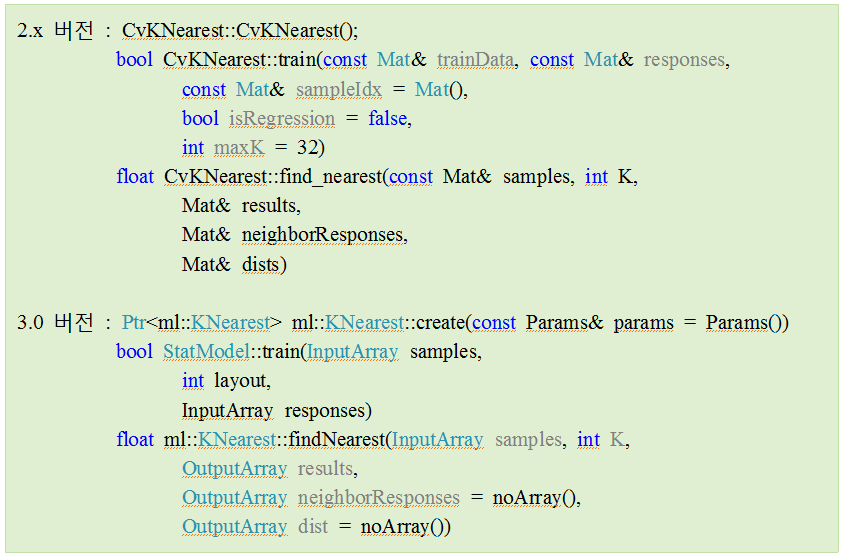 2.x 버전 : CvKNearest::CvKNearest();
bool CvKNearest::train(const Mat& trainData, const Mat& responses,
const Mat& sampleIdx = Mat(),
bool isRegression = false,
int maxK = 32)
float CvKNearest::find_nearest(const Mat& samples, int K,
Mat& results,
Mat& neighborResponses,
Mat& dists)
3.0 버전 : Ptr<ml::KNearest> ml::KNearest::create(const Params& params = Params())
bool StatModel::train(InputArray samples,
int layout,
InputArray responses)
float ml::KNearest::findNearest(InputArray samples, int K,
OutputArray results,
OutputArray neighborResponses = noArray(),
OutputArray dist = noArray())